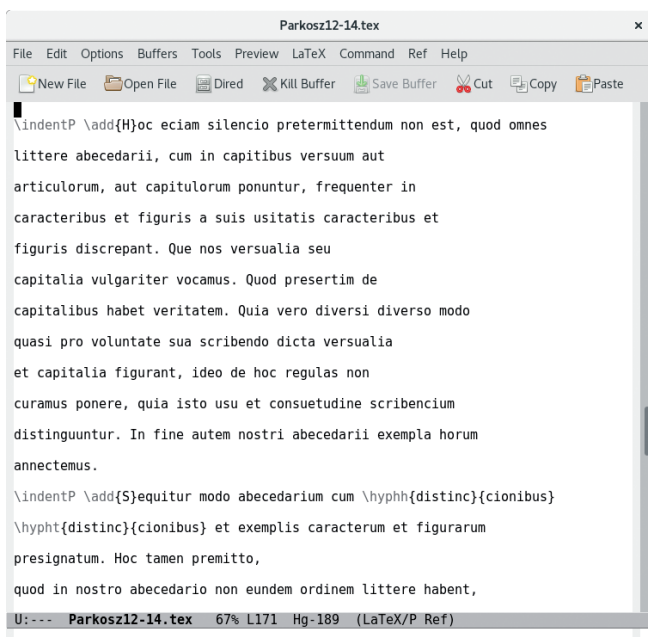 Parkosz12-14.tex ×
File Edit Options Buffers Tools Preview LaTeX Command Ref Help
New File Open File Dired Kill Buffer Save Buffer Cut Copy Paste
\indentP \add{H}oc eciam silencio pretermittendum non est, quod omnes
littere abecedarii, cum in capitibus versuum aut
articulorum, aut capitulorum ponuntur, frequenter in
caracteribus et figuris a suis usitatis caracteribus et
figuris discrepant. Que nos versualia seu
capitalia vulgariter vocamus. Quod presertim de
capitalibus habet veritatem. Quia vero diversi diverso modo
quasi pro voluntate sua scribendo dicta versualia
et capitalia figurant, ideo de hoc regulas non
curamus ponere, quia isto usu et consuetudine scribencium
distinguuntur. In fine autem nostri abecedarii exempla horum
annectemus.
\indentP \add{S}equitur modo abecedarium cum \hyphh{distinc}{cionibus}
\hypht{distinc}{cionibus} et exemplis caracterum et figurarum
presignatum. Hoc tamen premitto,
quod in nostro abecedario non eundem ordinem littere habent,
U:--- Parkosz12-14.tex 67% L171 Hg-189 (LaTeX/P Ref)